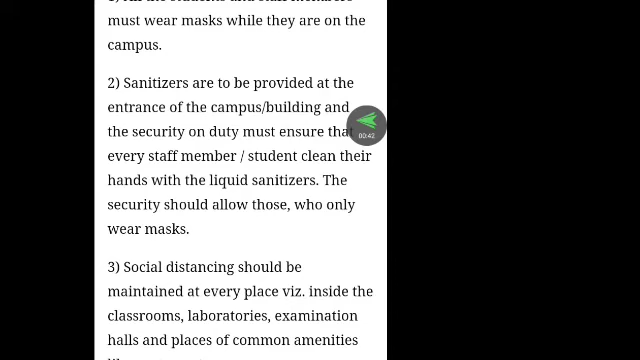 must wear masks while they are on the
campus.
2) Sanitizers are to be provided at the
entrance of the campus/building and
the security on duty must ensure that
every staff member / student clean their
hands with the liquid sanitizers. The
security should allow those, who only
wear masks.
3) Social distancing should be
maintained at every place viz. inside the
classrooms, laboratories, examination
halls and places of common amenities
00:42